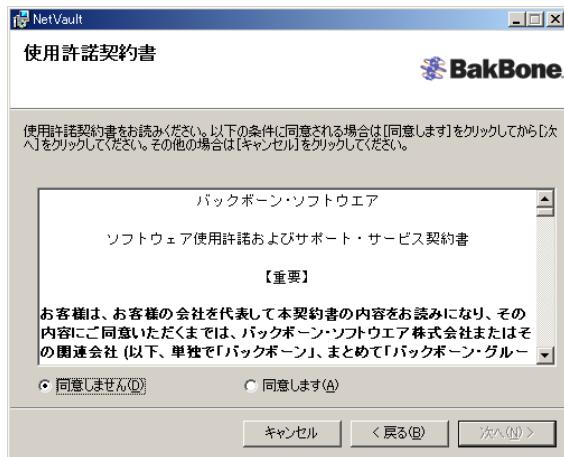 NetVault
使用許諾契約書
BakBone
使用許諾契約書をお読みください。以下の条件に同意される場合は[同意します]をクリックしてから[次
へ]をクリックしてください。その他の場合は[キャンセル]をクリックしてください。
バックボーン・ソフトウエア
ソフトウェア使用許諾およびサポート・サービス契約書
【重要】
お客様は、お客様の会社を代表して本契約書の内容をお読みになり、その
内容にご同意いただくまでは、バックボーン・ソフトウエア株式会社またはそ
の関連会社 (以下、単独で「バックボーン」、まとめて「バックボーン・グルー
同意しません(D)
同意します(A)
キャンセル
< 戻る(B)
次へ(N) >